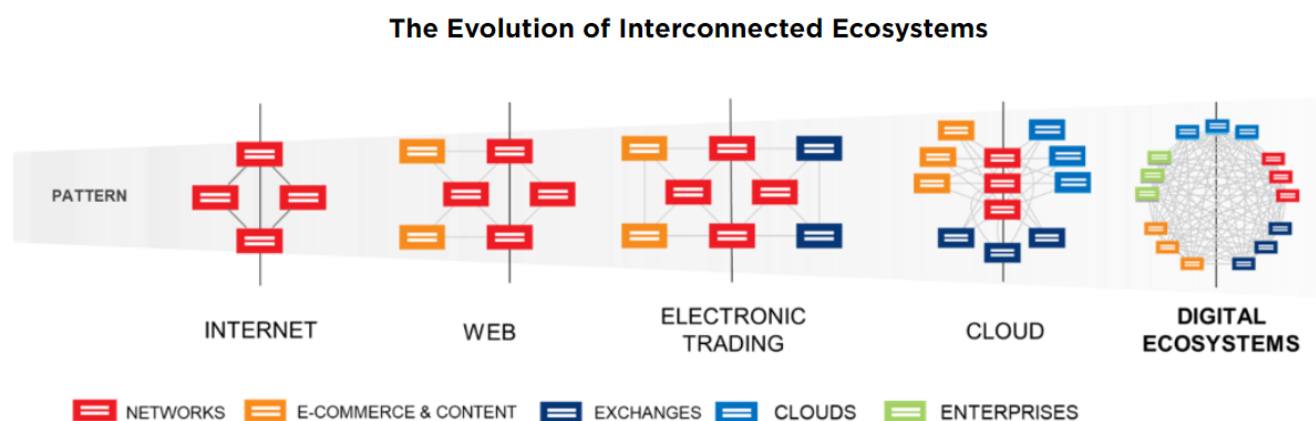 The Evolution of Interconnected Ecosystems
PATTERN
INTERNET
WEB
ELECTRONIC
TRADING
CLOUD
DIGITAL
ECOSYSTEMS
NETWORKS
E-COMMERCE & CONTENT
EXCHANGES
CLOUDS
ENTERPRISES